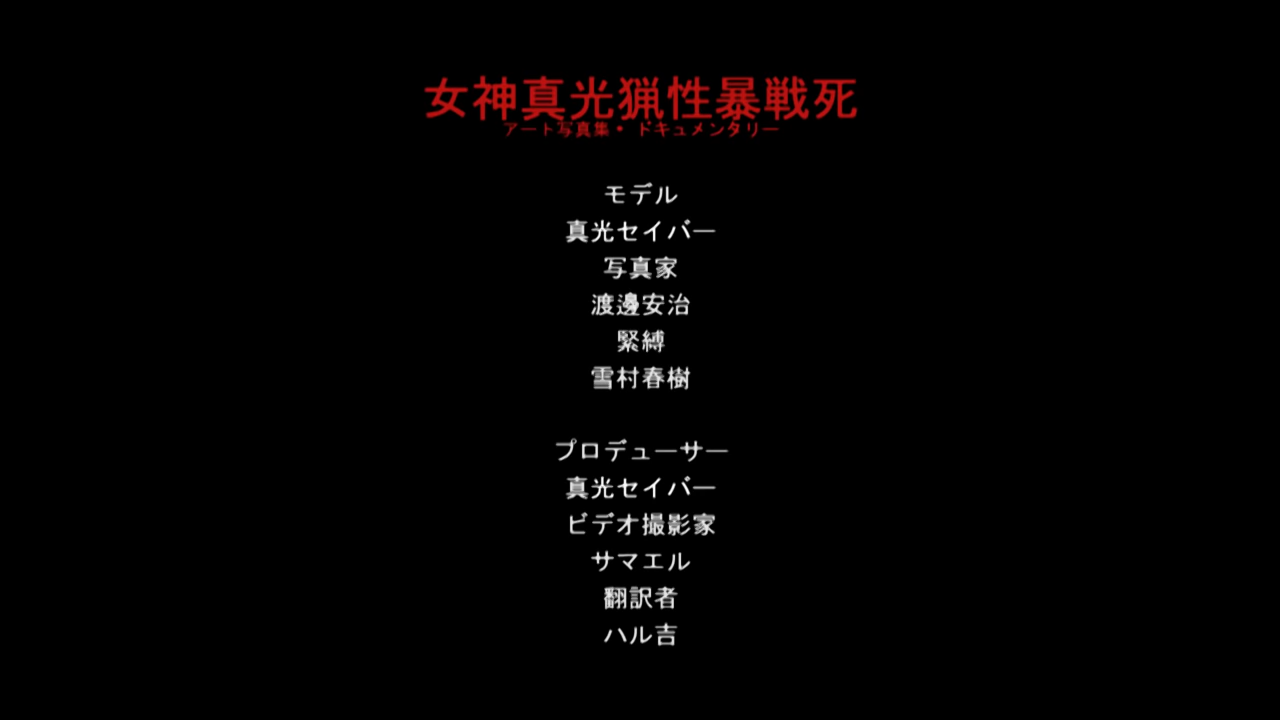 女神真光猟性暴戦死
アート写真集・ ドキュメンタリー
モデル
真光セイバー
写真家
渡邊安治
緊縛
雪村春樹
プロデューサー
真光セイバー
ビデオ撮影家
サマエル
翻訳者
ハル吉